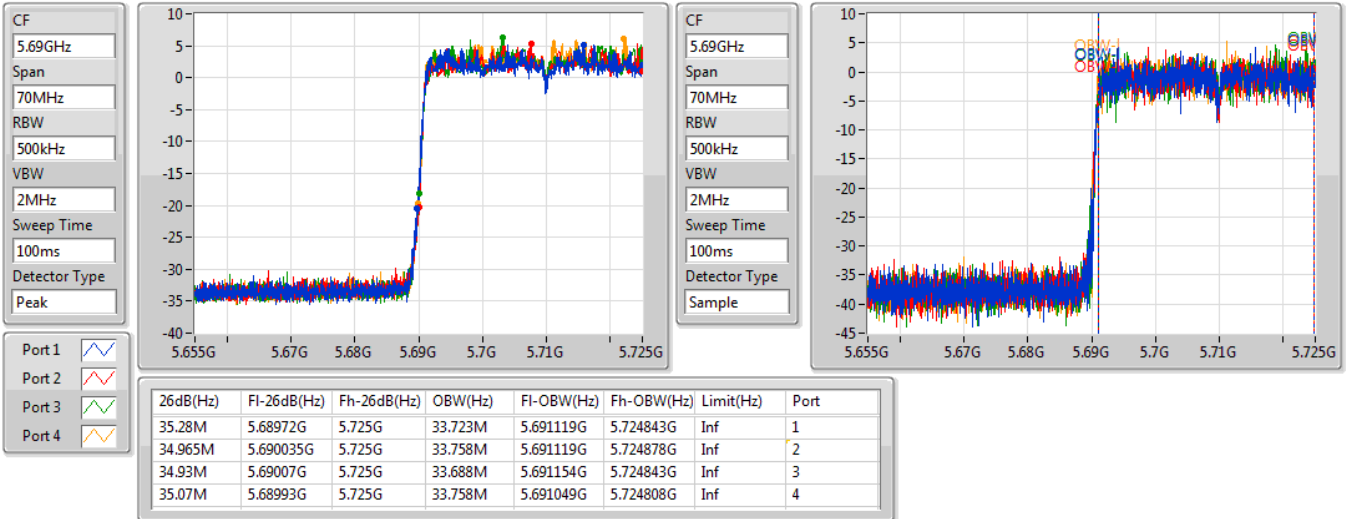 CF
5.69GHz
Span
70MHz
RBW
500kHz
VBW
2MHz
Sweep Time
100ms
Detector Type
Peak
10
5
0
-5
-10
-15
-20
-25
-30
-35
-40
5.655G 5.67G 5.68G 5.69G 5.7G 5.71G 5.725G
CF
5.69GHz
Span
70MHz
RBW
500kHz
VBW
2MHz
Sweep Time
100ms
Detector Type
Sample
10
5
0
-5
-10
-15
-20
-25
-30
-35
-40
-45
OBW-l
OBW-l
OBW
OBW
5.655G 5.67G 5.68G 5.69G 5.7G 5.71G 5.725G
Port 1
Port 2
Port 3
Port 4
26dB(Hz) Fl-26dB(Hz) Fh-26dB(Hz) OBW(Hz) Fl-OBW(Hz) Fh-OBW(Hz) Limit(Hz) Port
35.28M 5.68972G 5.725G 33.723M 5.691119G 5.724843G Inf 1
34.965M 5.690035G 5.725G 33.758M 5.691119G 5.724878G Inf 2
34.93M 5.69007G 5.725G 33.688M 5.691154G 5.724843G Inf 3
35.07M 5.68993G 5.725G 33.758M 5.691049G 5.724808G Inf 4